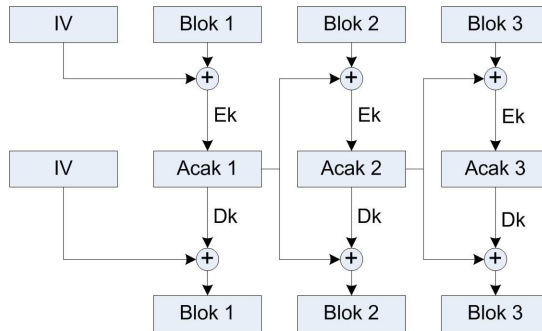 IV Blok 1 Blok 2 Blok 3
+ + +
Ek Ek Ek
IV Acak 1 Acak 2 Acak 3
Dk Dk Dk
+ + +
Blok 1 Blok 2 Blok 3